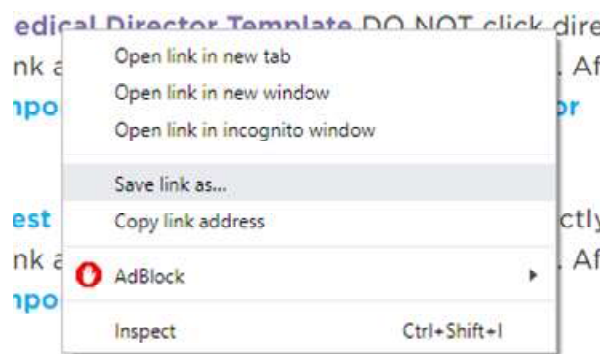 edical Director Template DO NOT click dire
Open link in new tab
nk a . Af
Open link in new window
Open link in incognito window
Save link as...
est Copy link address ctly
nk a AdBlock . Af
Inspect Ctrl+Shift+I